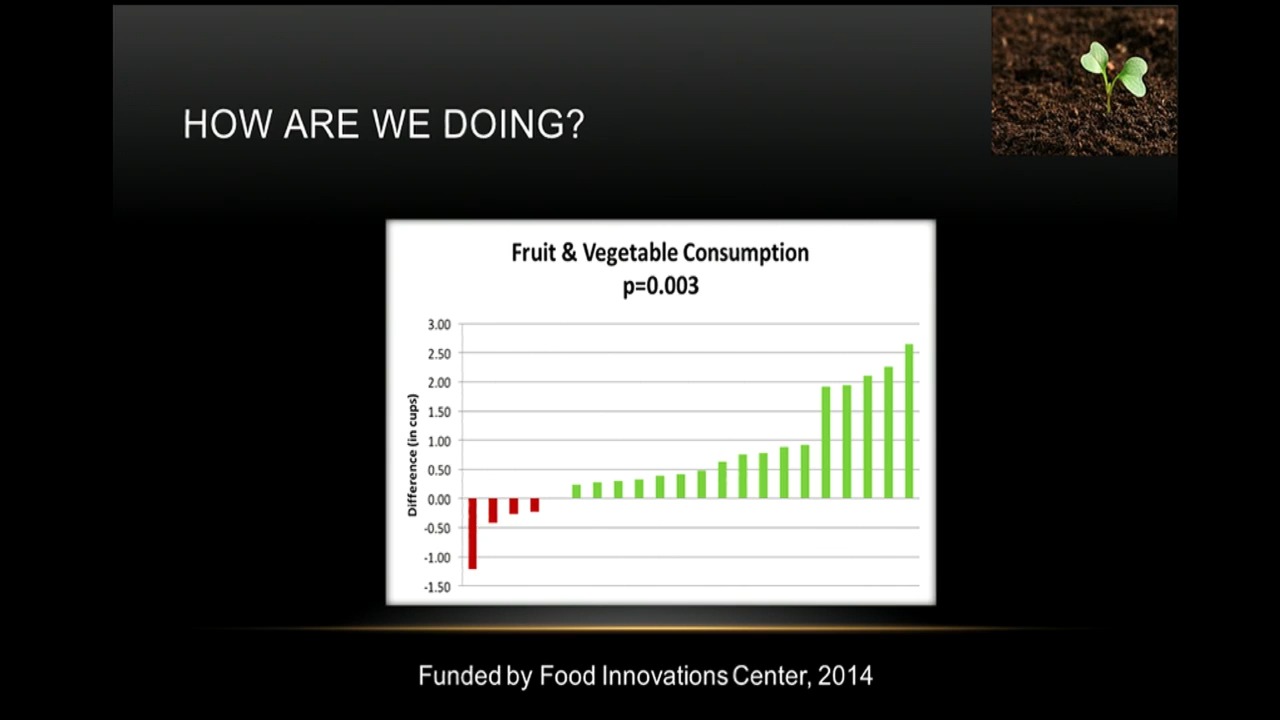 HOW ARE WE DOING?
Fruit & Vegetable Consumption
p=0.003
Difference (in cups)
3.00
2.50
2.00
1.50
1.00
0.50
0.00
-0.50
-1.00
-1.50
Funded by Food Innovations Center, 2014